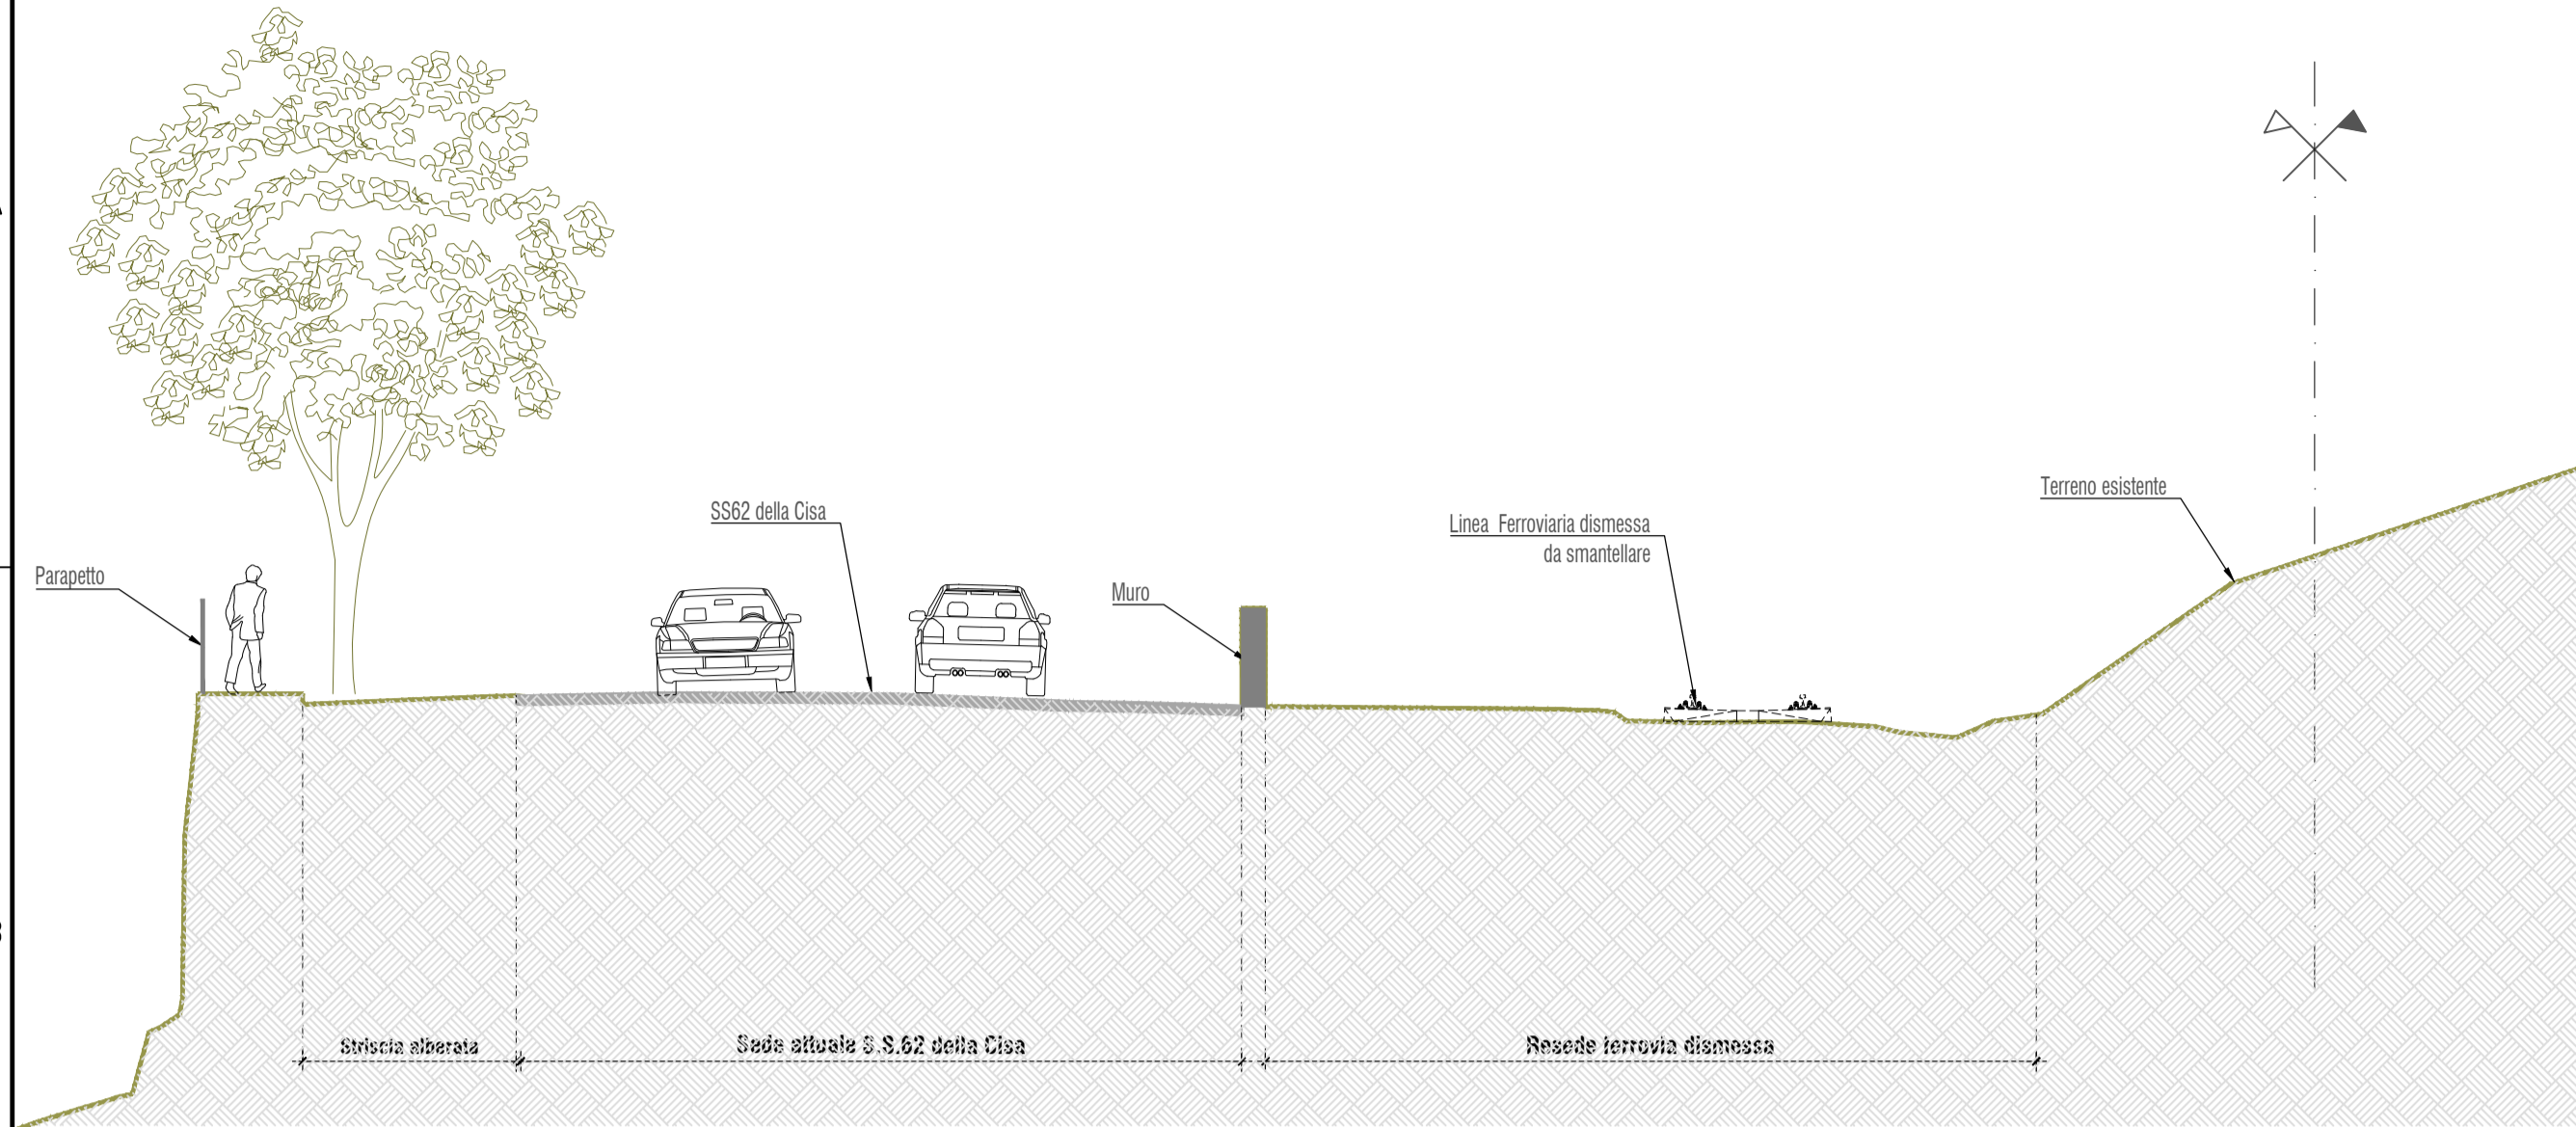 SS62 della Cisa
Terreno esistente
Linea Ferroviaria dismessa
da smantellare
Parapetto
Muro
Striscia alberata
Sede attuale S.S.62 della Cisa
Resede ferrovia dismessa